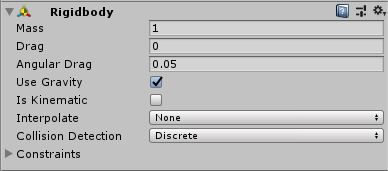 Rigidbody
Mass 1
Drag 0
Angular Drag 0.05
Use Gravity
Is Kinematic
Interpolate None
Collision Detection Discrete
Constraints